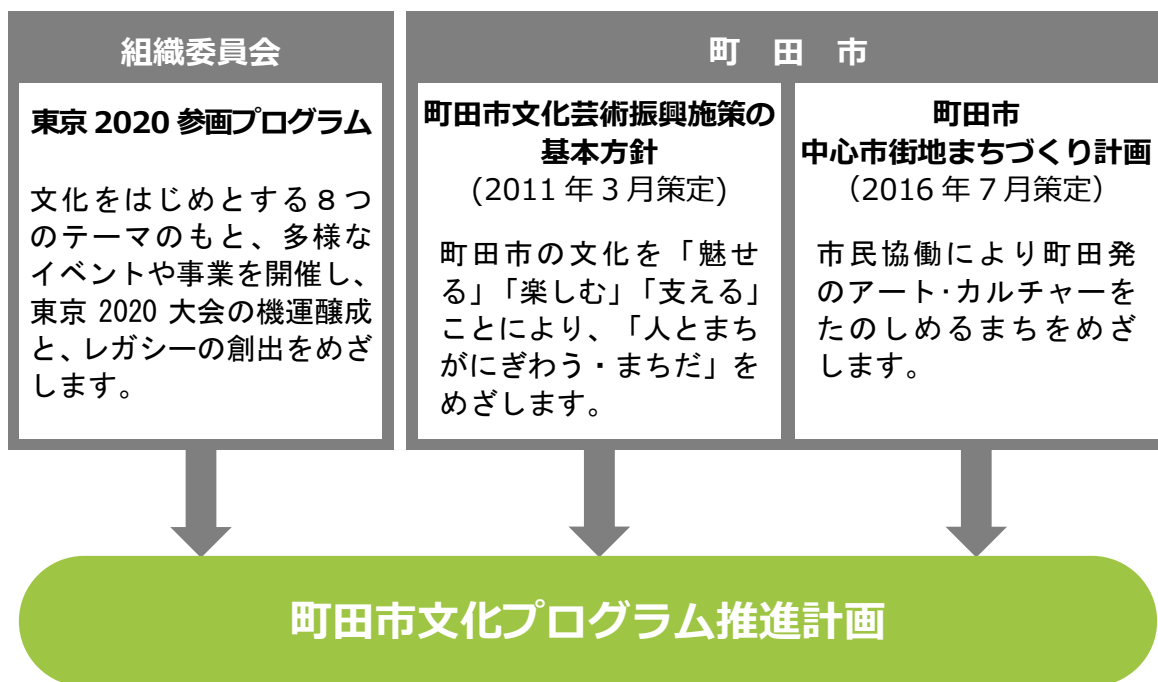 組織委員会
東京 2020 参画プログラム
文化をはじめとする８つ
のテーマのもと、多様な
イベントや事業を開催し、
東京 2020 大会の機運醸成
と、レガシーの創出をめざ
します。
町 田 市
町田市文化芸術振興施策の
基本方針
(2011 年 3 月策定)
町田市の文化を「魅せ
る」「楽しむ」「支える」
ことにより、「人とまち
がにぎわう・まちだ」を
めざします。
町田市
中心市街地まちづくり計画
（2016 年 7 月策定）
市民協働により町田発
のアート･カルチャーを
たのしめるまちをめざ
します。
町田市文化プログラム推進計画